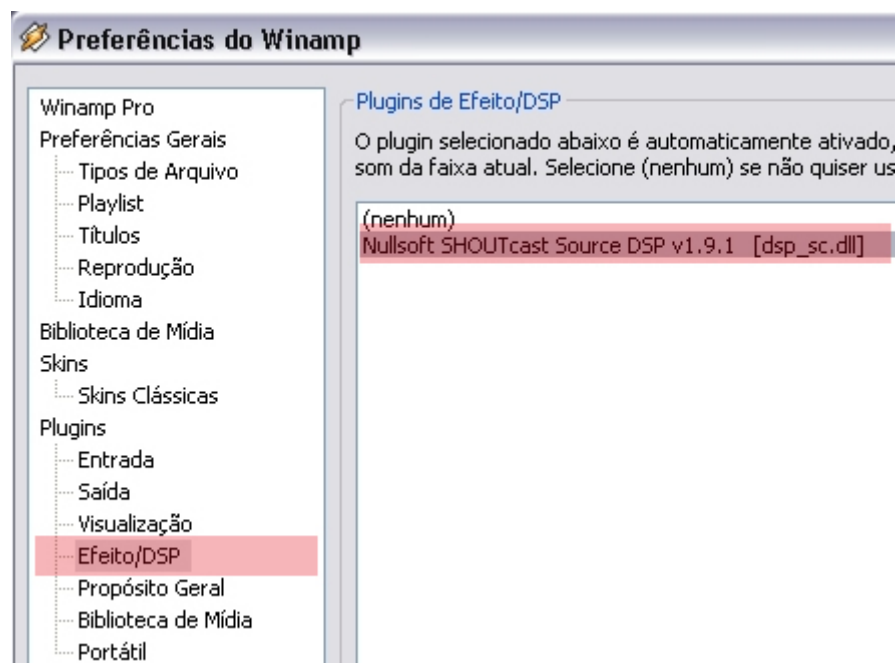 Preferências do Winamp
Winamp Pro
Preferências Gerais
Tipos de Arquivo
Playlist
Títulos
Reprodução
Idioma
Biblioteca de Mídia
Skins
Skins Clássicas
Plugins
Entrada
Saída
Visualização
Efeito/DSP
Propósito Geral
Biblioteca de Mídia
Portátil
Plugins de Efeito/DSP
O plugin selecionado abaixo é automaticamente ativado,
som da faixa atual. Selecione (nenhum) se não quiser us
(nenhum)
Nullsoft SHOUTcast Source DSP v1.9.1 [dsp_sc.dll]